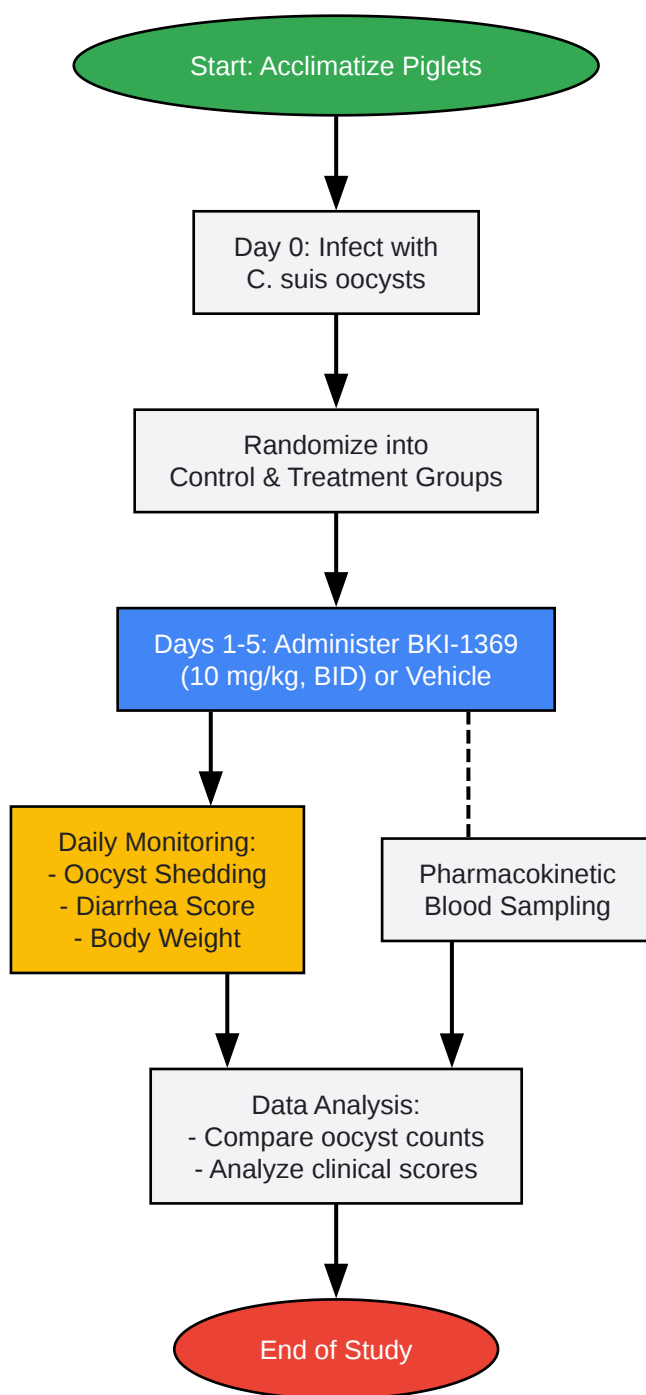 Start: Acclimatize Piglets
Day 0: Infect with
C. suis oocysts
Randomize into
Control & Treatment Groups
Days 1-5: Administer BKI-1369
(10 mg/kg, BID) or Vehicle
Daily Monitoring:
- Oocyst Shedding
- Diarrhea Score
- Body Weight
Pharmacokinetic
Blood Sampling
Data Analysis:
- Compare oocyst counts
- Analyze clinical scores
End of Study